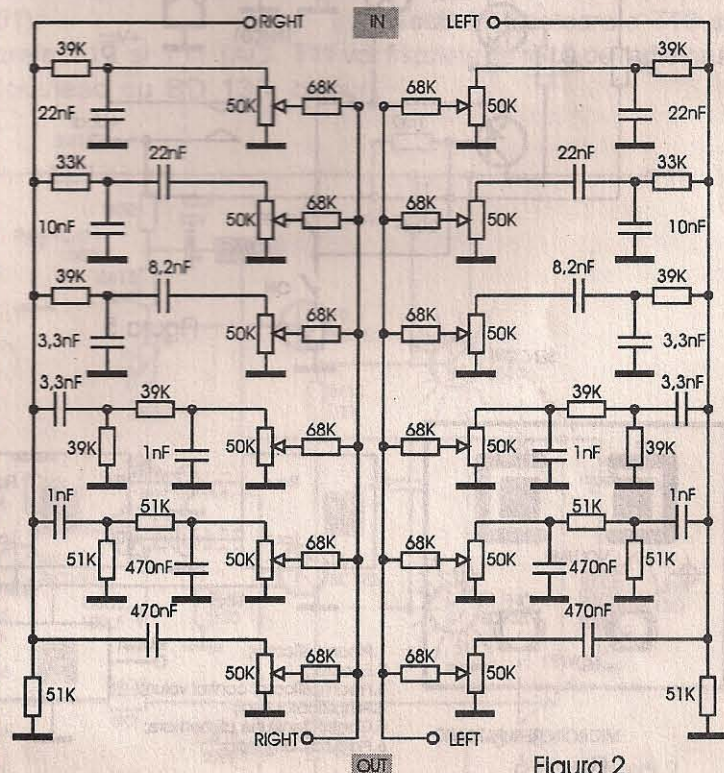 RIGHT IN LEFT
39K 39K
68K 68K
22nF 50K 50K 22nF
33K 22nF 22nF 33K
68K 68K
10nF 50K 50K 10nF
39K 8,2nF 8,2nF 39K
68K 68K
3,3nF 50K 50K 3,3nF
3,3nF 39K 39K 3,3nF
68K 68K
39K 1nF 50K 50K 1nF 39K
1nF 51K 51K 1nF
68K 68K
51K 470nF 50K 50K 470nF 51K
470nF 470nF
68K 68K
51K 50K 50K 51K
RIGHT LEFT
OUT
Figura 2